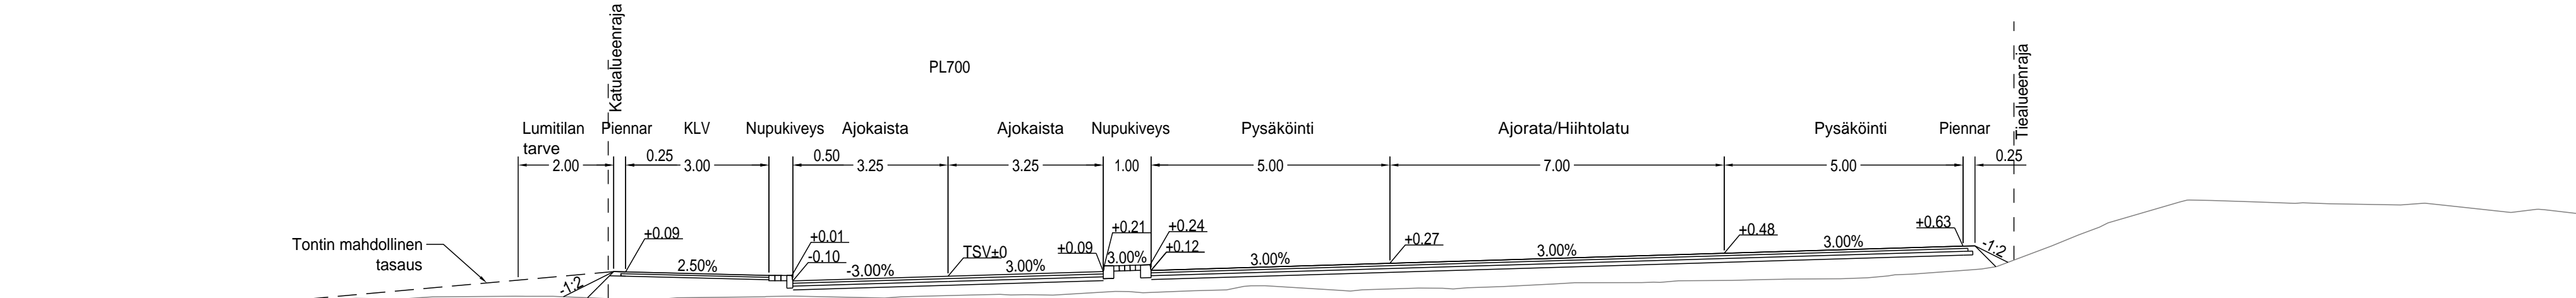 Katualueenraja
Tiealueenraja
PL700
Lumitilan
tarve
Piennar
KLV
Nupukiveys
Ajokaista
Ajokaista
Nupukiveys
Pysäköinti
Ajorata/Hiihtolatu
Pysäköinti
Piennar
2.00
0.25
3.00
0.50
3.25
3.25
1.00
5.00
7.00
5.00
0.25
Tontin mahdollinen
tasaus
-1:2
+0.09
2.50%
+0.01
-0.10
-3.00%
TSV±0
3.00%
+0.09
+0.21
3.00%
+0.24
+0.12
3.00%
+0.27
3.00%
+0.48
3.00%
+0.63
-1:2